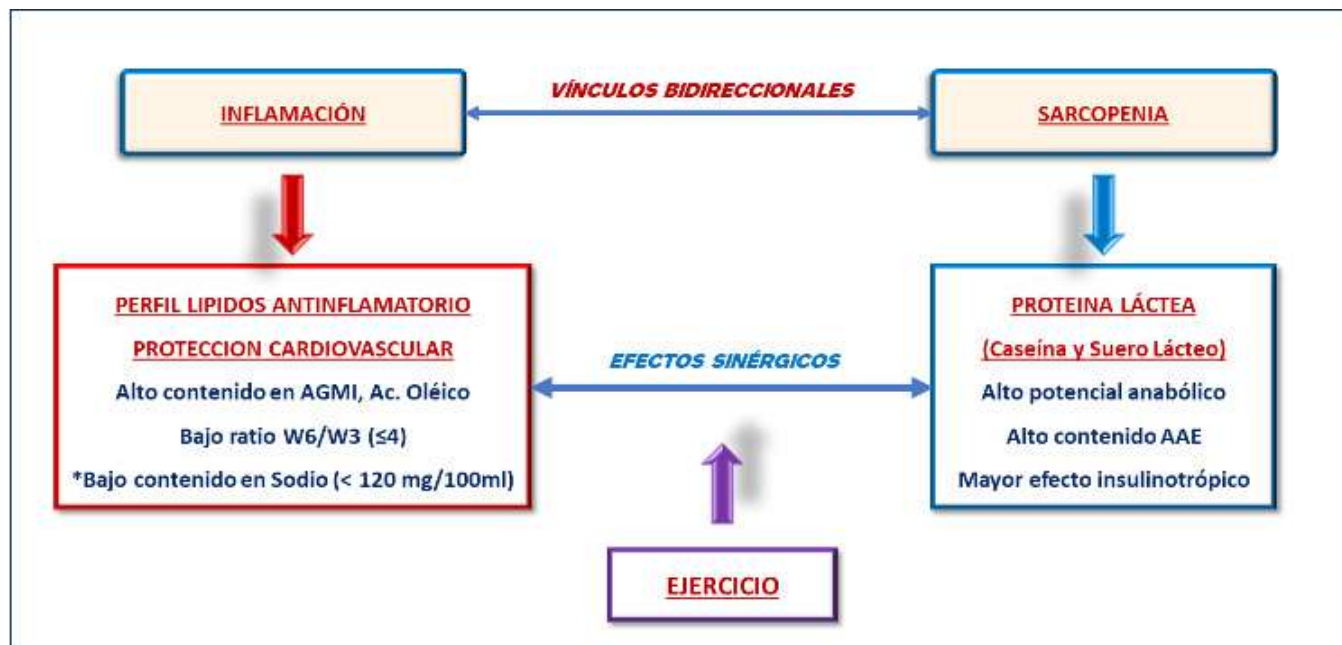 VÍNCULOS BIDIRECCIONALES
INFLAMACIÓN
SARCOPENIA
PERFIL LIPIDOS ANTINFLAMATORIO
PROTECCION CARDIOVASCULAR
Alto contenido en AGMI, Ac. Oléico
Bajo ratio W6/W3 (≤4)
*Bajo contenido en Sodio (< 120 mg/100ml)
EFECTOS SINÉRGICOS
PROTEINA LÁCTEA
(Caseína y Suero Lácteo)
Alto potencial anabólico
Alto contenido AAE
Mayor efecto insulinotrópico
EJERCICIO